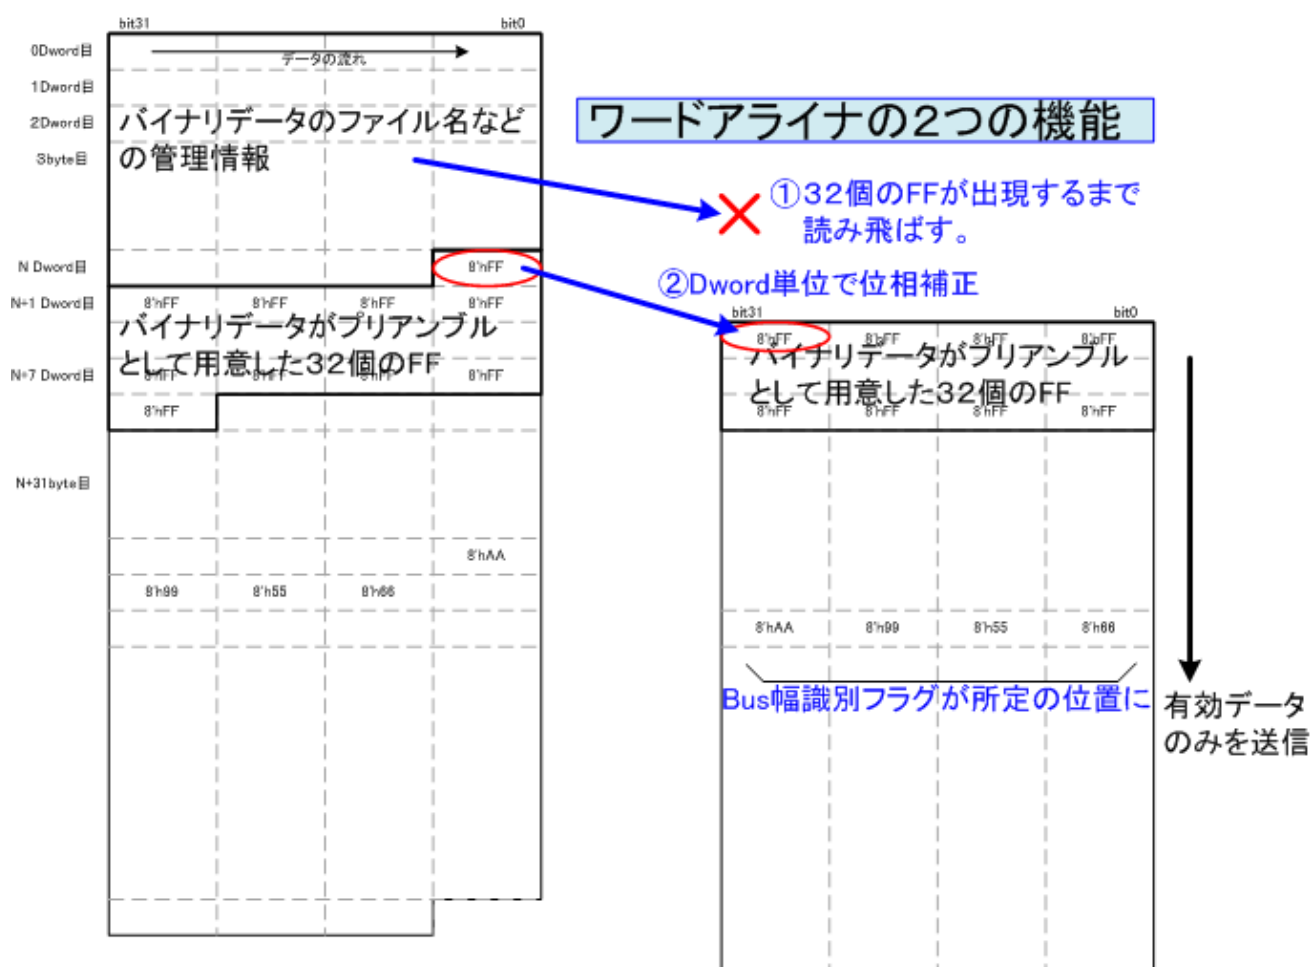 bit31 bit0
0Dword目
データの流れ
1Dword目
2Dword目
バイナリデータのファイル名など
の管理情報
3byte目
ワードアライナの2つの機能
①32個のFFが出現するまで
読み飛ばす。
N Dword目
8'hFF
②Dword単位で位相補正
N+1 Dword目
8'hFF 8'hFF 8'hFF 8'hFF
バイナリデータがプリアンブル
として用意した32個のFF
N+7 Dword目
8'hFF 8'hFF 8'hFF 8'hFF
8'hFF
N+31byte目
8'hAA
8'h99 8'h55 8'h66
bit31 bit0
8'hFF 8'hFF 8'hFF 8'hFF
バイナリデータがプリアンブル
として用意した32個のFF
8'hFF 8'hFF 8'hFF 8'hFF
8'hAA 8'h99 8'h55 8'h66
Bus幅識別フラグが所定の位置に
有効データ
のみを送信